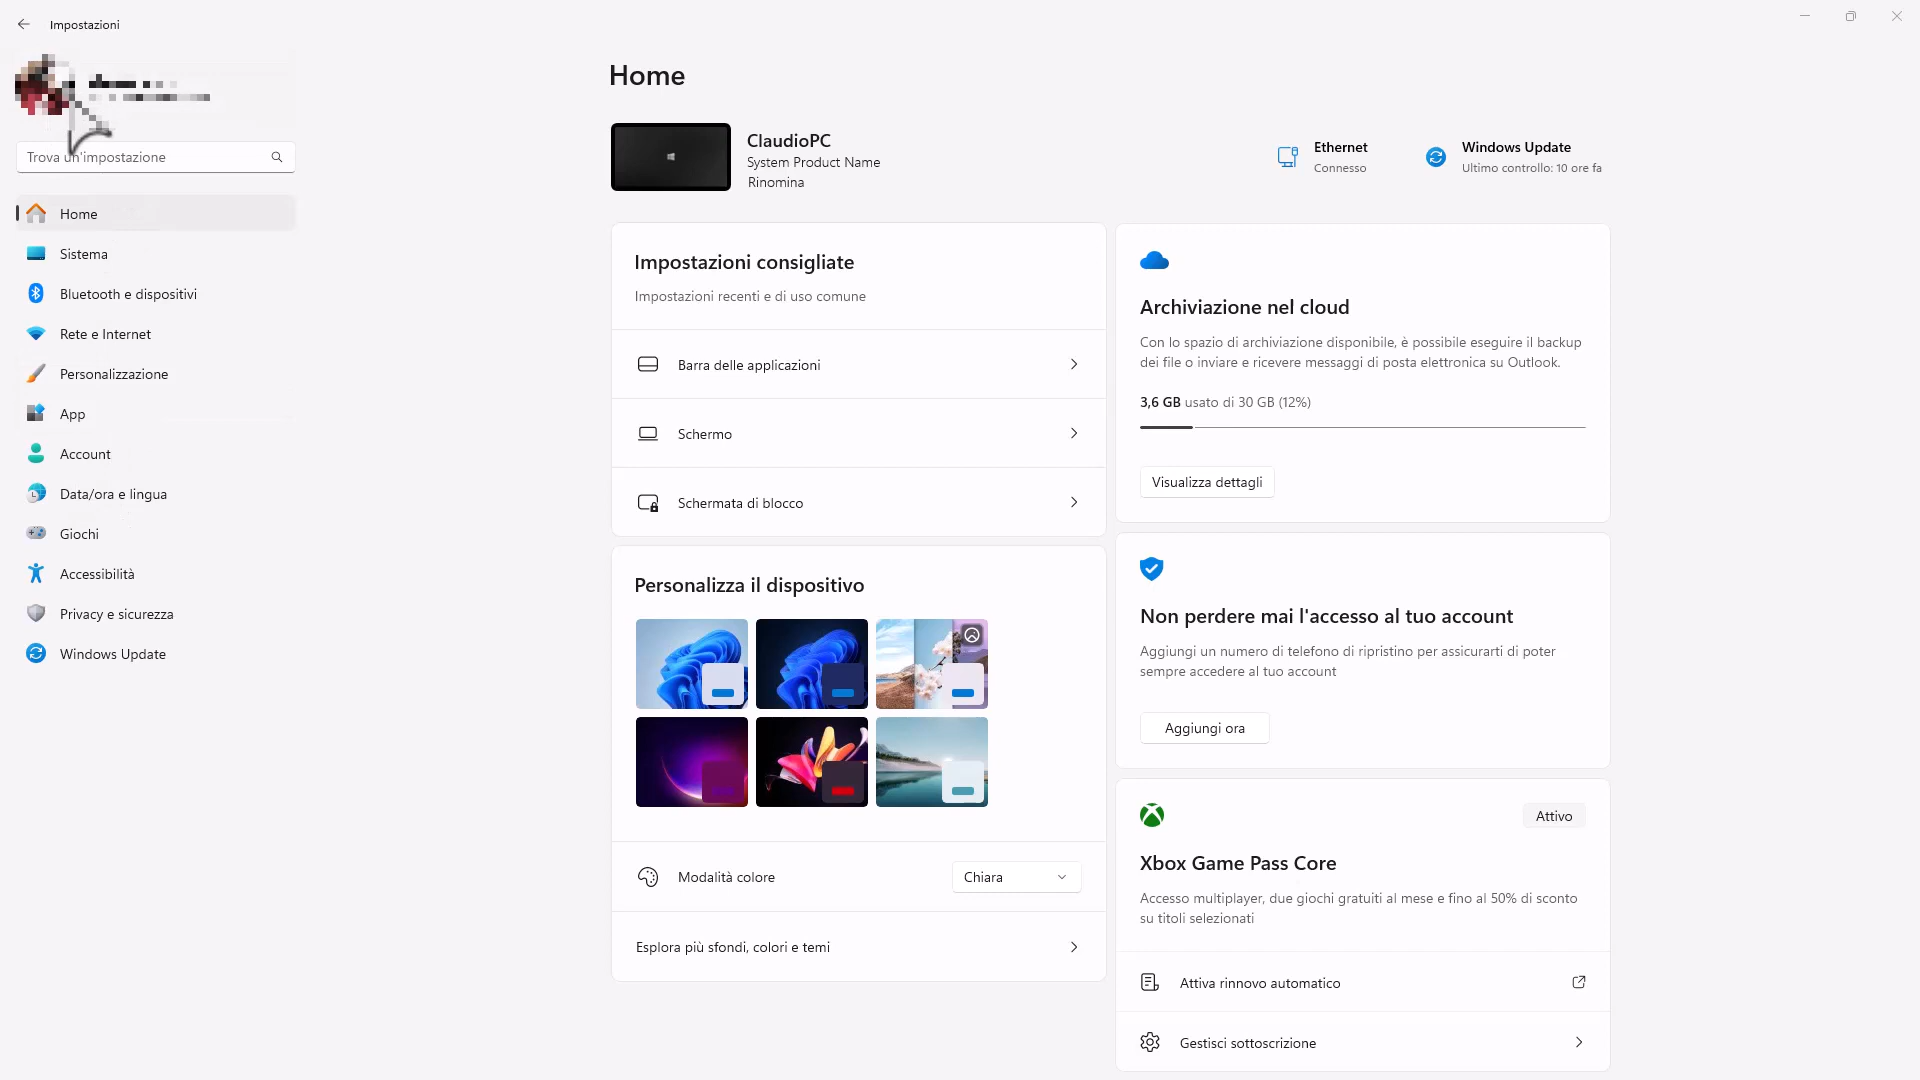 Impostazioni
Trova un'impostazione
Home
Sistema
Bluetooth e dispositivi
Rete e Internet
Personalizzazione
App
Account
Data/ora e lingua
Giochi
Accessibilità
Privacy e sicurezza
Windows Update
Home
ClaudioPC
System Product Name
Rinomina
Ethernet
Connesso
Windows Update
Ultimo controllo: 10 ore fa
Impostazioni consigliate
Impostazioni recenti e di uso comune
Barra delle applicazioni
Schermo
Schermata di blocco
Personalizza il dispositivo
Modalità colore
Chiara
Esplora più sfondi, colori e temi
Archiviazione nel cloud
Con lo spazio di archiviazione disponibile, è possibile eseguire il backup
dei file o inviare e ricevere messaggi di posta elettronica su Outlook.
3,6 GB usato di 30 GB (12%)
Visualizza dettagli
Non perdere mai l'accesso al tuo account
Aggiungi un numero di telefono di ripristino per assicurarti di poter
sempre accedere al tuo account
Aggiungi ora
Attivo
Xbox Game Pass Core
Accesso multiplayer, due giochi gratuiti al mese e fino al 50% di sconto
su titoli selezionati
Attiva rinnovo automatico
Gestisci sottoscrizione